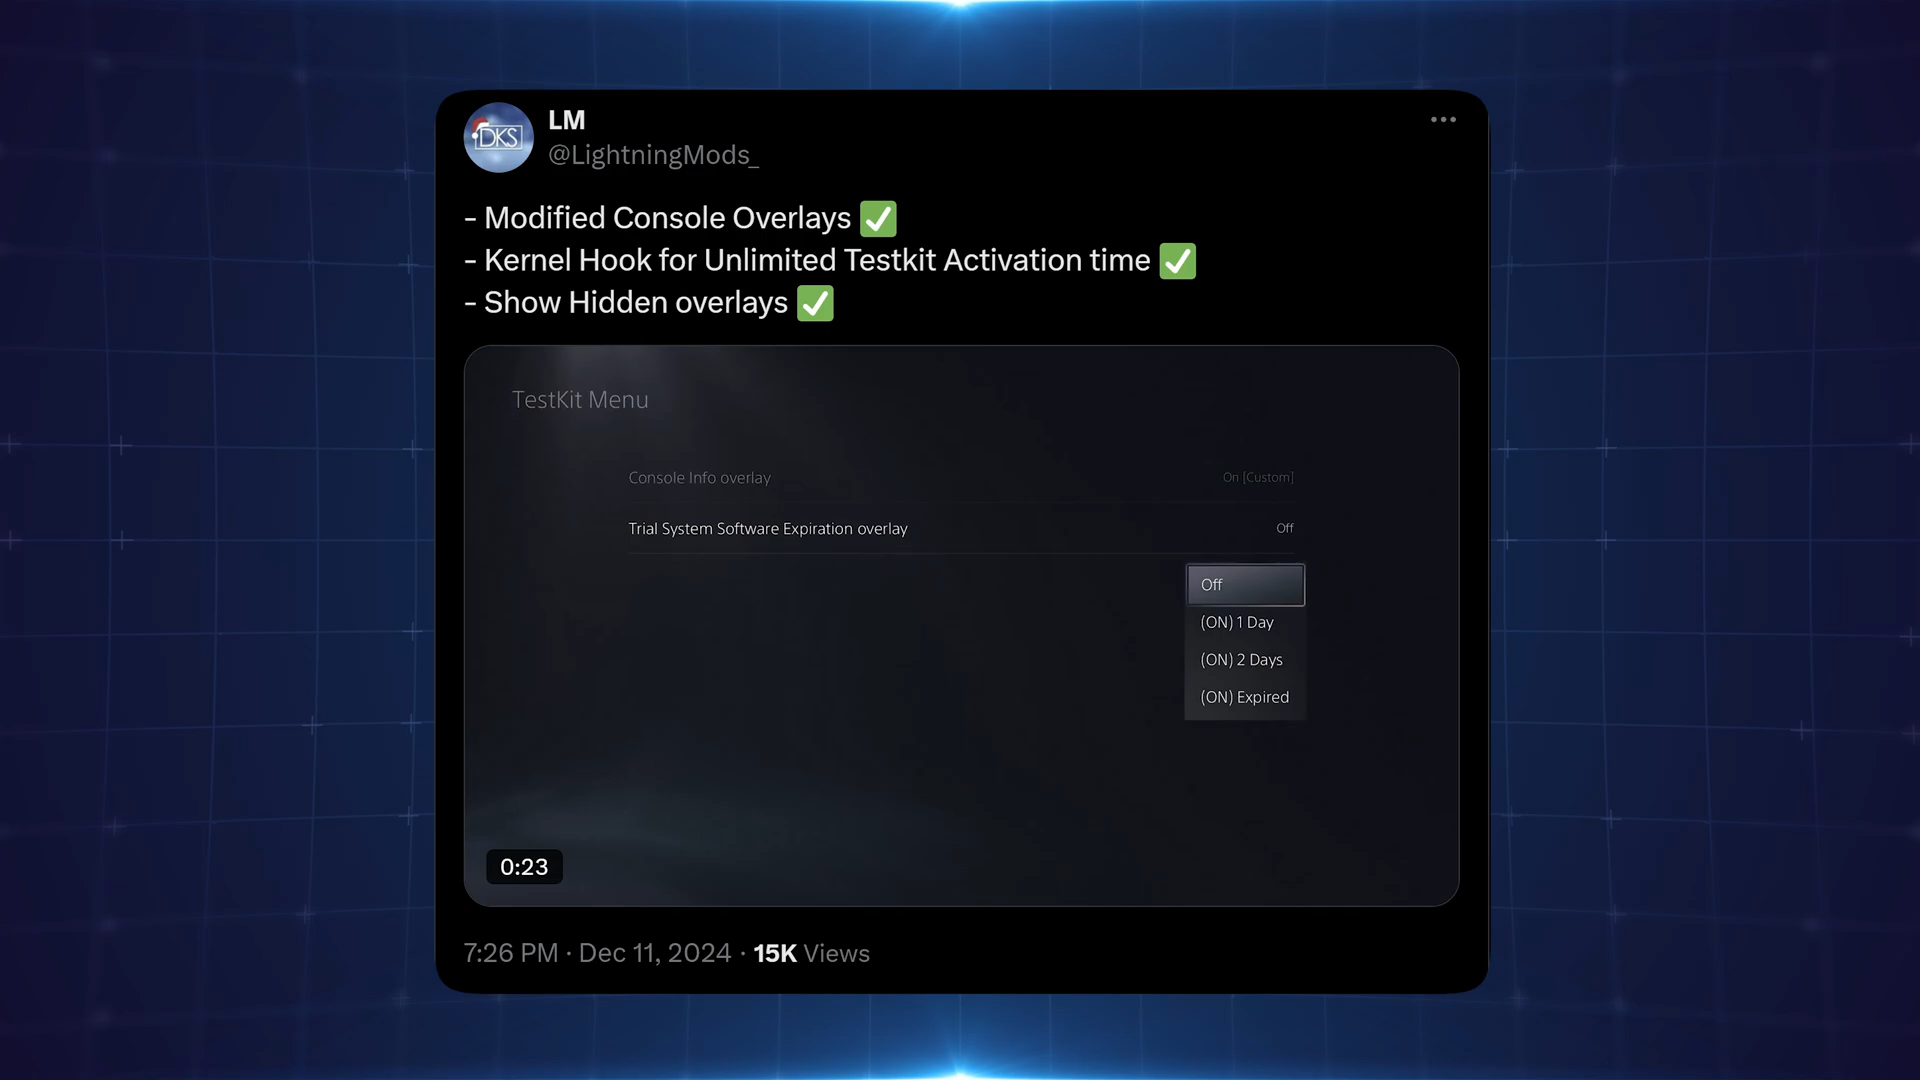 DKS
LM
@LightningMods_
- Modified Console Overlays ✅
- Kernel Hook for Unlimited Testkit Activation time ✅
- Show Hidden overlays ✅
TestKit Menu
Console Info overlay On [Custom]
Trial System Software Expiration overlay Off
Off
(ON) 1 Day
(ON) 2 Days
(ON) Expired
0:23
7:26 PM · Dec 11, 2024 · 15K Views